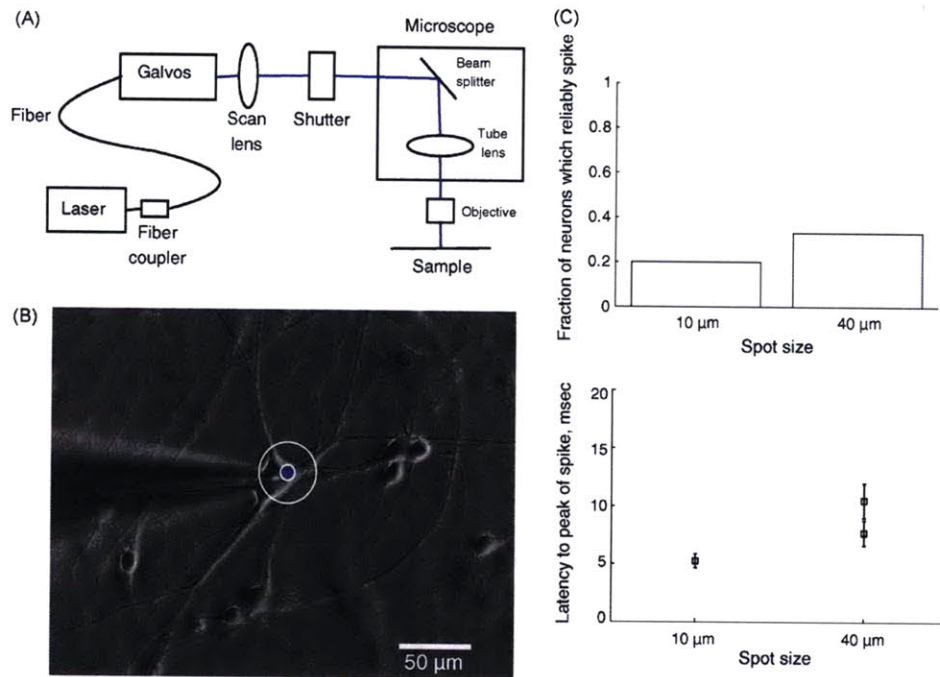 (A)
Microscope
Galvos
Beam
splitter
Fiber
Scan
lens
Shutter
Tube
lens
Laser
Fiber
coupler
Objective
Sample
(B)
50 µm
(C)
Fraction of neurons which reliably spike
1
0.8
0.6
0.4
0.2
0
10 µm
40 µm
Spot size
Latency to peak of spike, msec
20
15
10
5
0
10 µm
40 µm
Spot size